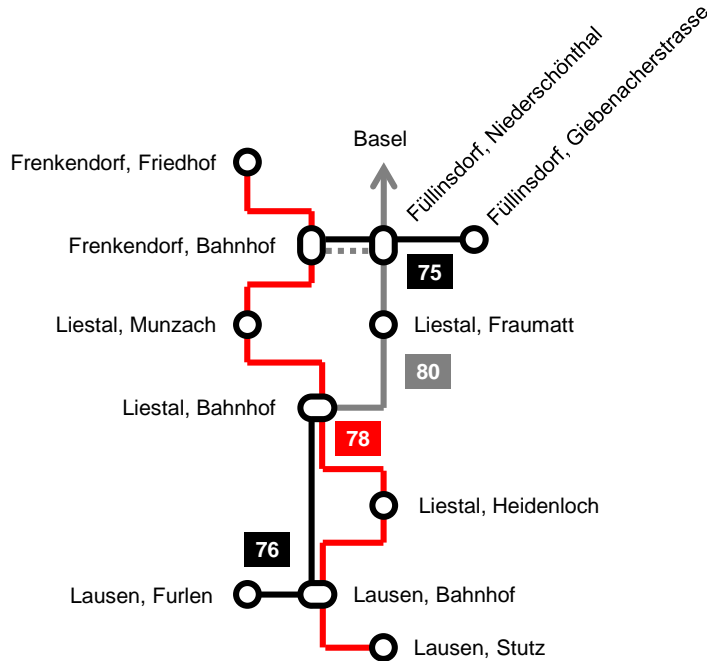 Füllinsdorf, Niederschönthal
Füllinsdorf, Giebenacherstrasse
Basel
Frenkendorf, Friedhof
Frenkendorf, Bahnhof
75
Liestal, Munzach
Liestal, Fraumatt
80
Liestal, Bahnhof
78
Liestal, Heidenloch
76
Lausen, Furlen
Lausen, Bahnhof
Lausen, Stutz